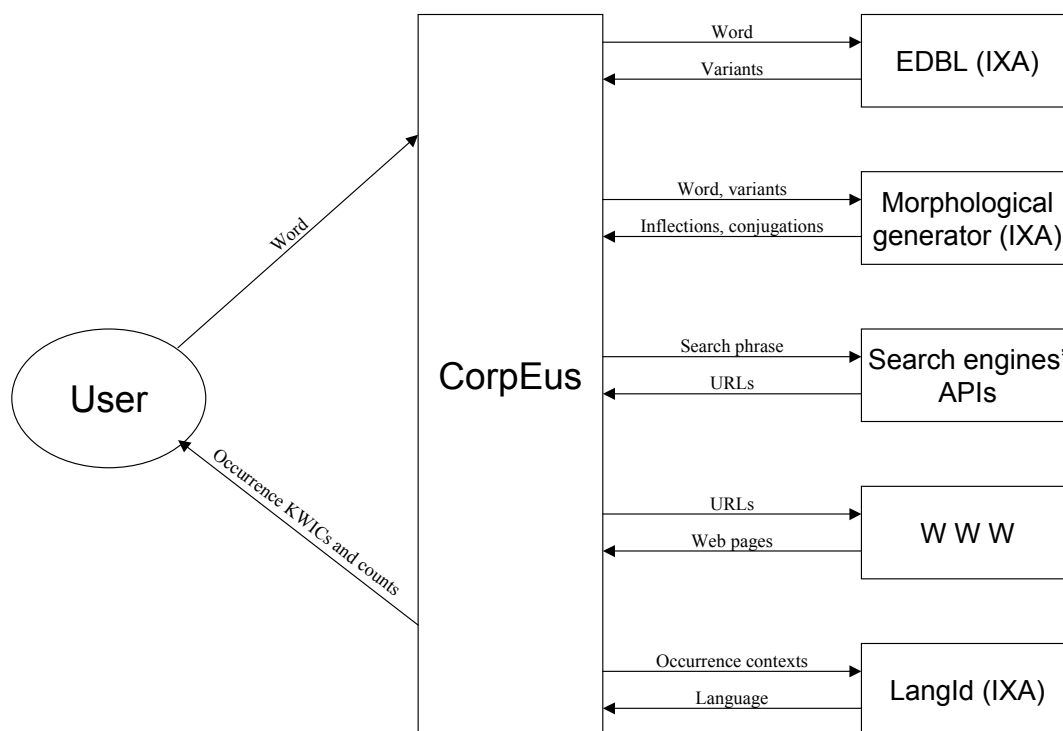 Word
Variants
EDBL (IXA)
Word, variants
Inflections, conjugations
Morphological
generator (IXA)
Word
User
CorpEus
Search phrase
URLs
Search engines'
APIs
Occurrence KWICs and counts
URLs
Web pages
W W W
Occurrence contexts
Language
LangId (IXA)